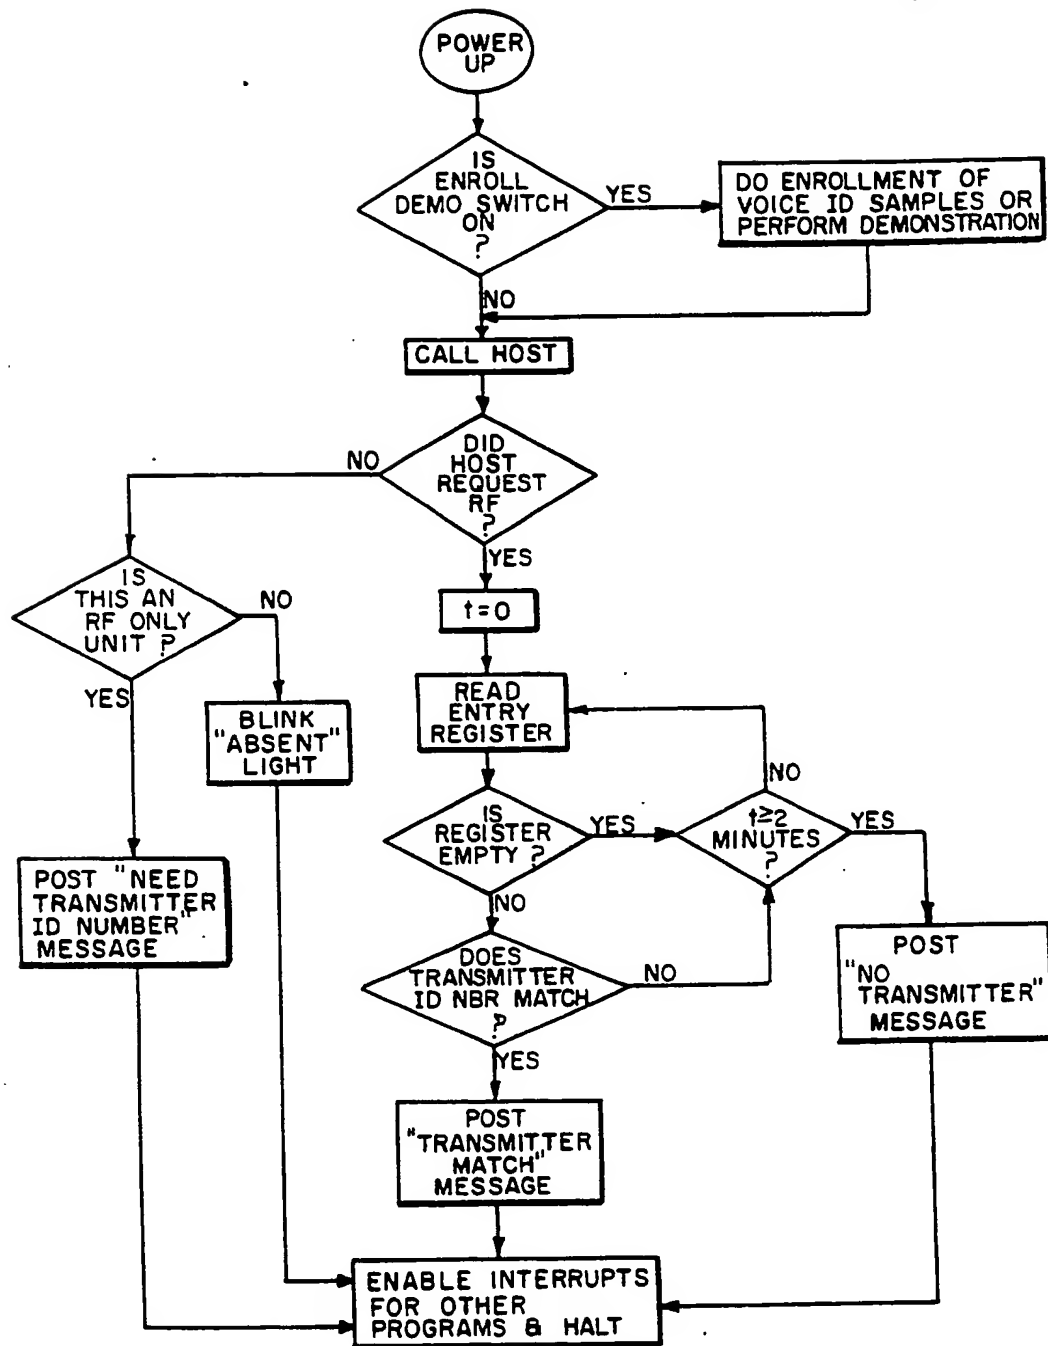 POWER
UP
IS
ENROLL
DEMO SWITCH
ON
?
YES
DO ENROLLMENT OF
VOICE ID SAMPLES OR
PERFORM DEMONSTRATION
NO
CALL HOST
DID
HOST
REQUEST
RF
?
NO
YES
IS
THIS AN
RF ONLY
UNIT ?
NO
YES
t=0
READ
ENTRY
REGISTER
BLINK
"ABSENT"
LIGHT
IS
REGISTER
EMPTY ?
YES
NO
t≥2
MINUTES
?
NO
YES
POST "NEED
TRANSMITTER
ID NUMBER"
MESSAGE
DOES
TRANSMITTER
ID NBR MATCH
?
NO
YES
POST
"NO
TRANSMITTER"
MESSAGE
POST
"TRANSMITTER
MATCH"
MESSAGE
ENABLE INTERRUPTS
FOR OTHER
PROGRAMS & HALT